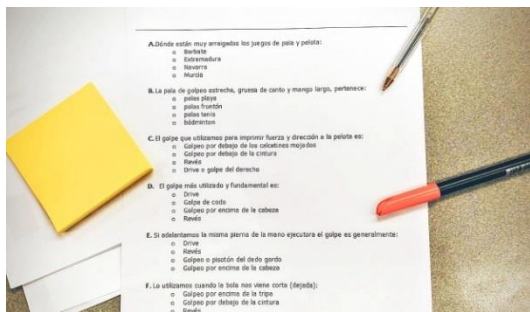 A. Dónde están muy arraigados los juegos de pala y pelota:
o Barbate
o Extremadura
o Navarra
o Murcia
B. La pala de golpeo estrecha, gruesa de canto y mango largo, pertenece:
o palas playa
o palas frontón
o palas tenis
o bádminton
C. El golpe que utilizamos para imprimir fuerza y dirección a la pelota es:
o Golpeo por debajo de los calcetines mojados
o Golpeo por debajo de la cintura
o Revés
o Drive o golpe del derecho
D. El golpe más utilizado y fundamental es:
o Drive
o Golpe de codo
o Golpeo por encima de la cabeza
o Revés
E. Si adelantamos la misma pierna de la mano ejecutora el golpe es generalmente:
o Drive
o Revés
o Golpeo o pisotón del dedo gordo
o Golpeo por encima de la cabeza
F. Lo utilizamos cuando la bola nos viene corta (dejada):
o Golpeo por encima de la tripa
o Golpeo por debajo de la cintura
o Revés